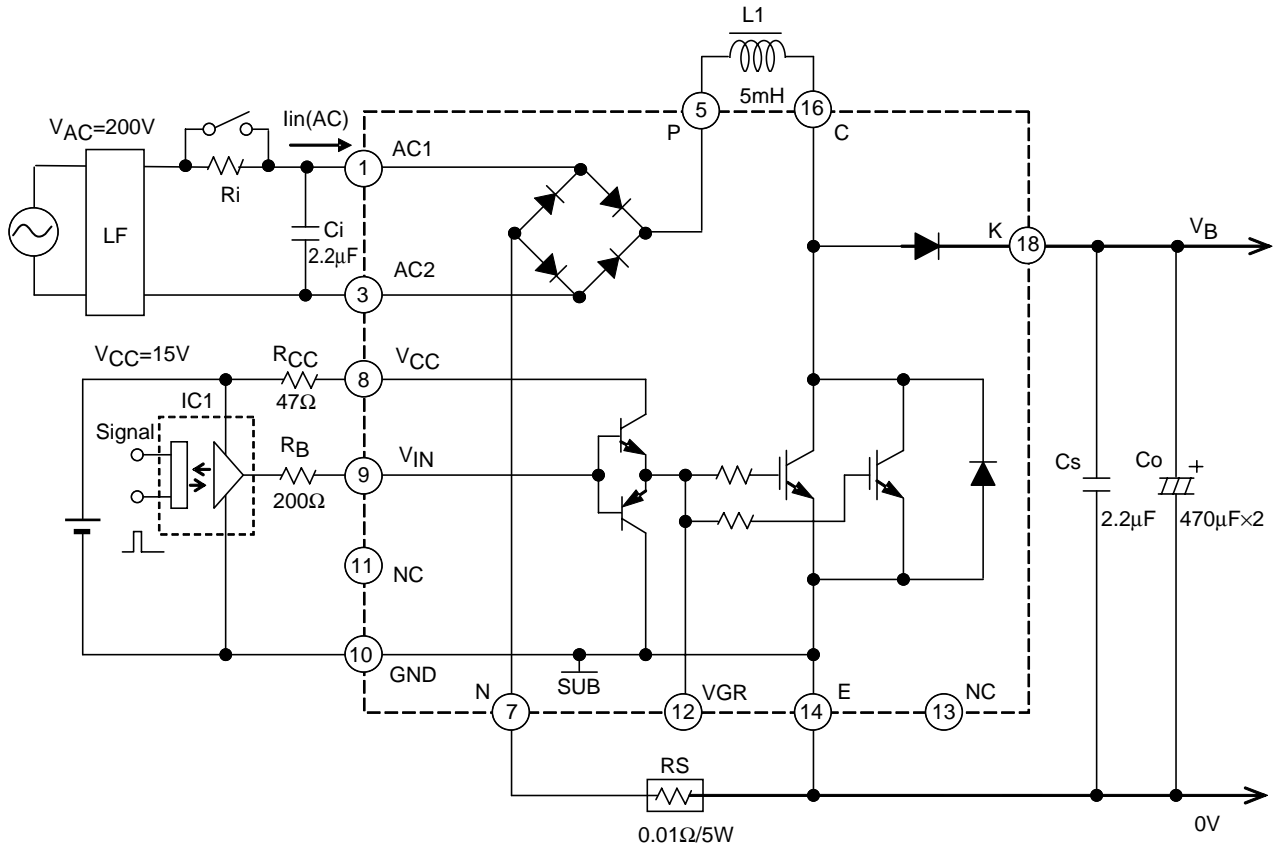 L1
5mH
5
P
16
C
VAC=200V
Iin(AC)
Ri
1
AC1
LF
Ci
2.2μF
3
AC2
K
18
VB
VCC=15V
RCC
47Ω
8
VCC
IC1
Signal
RB
200Ω
9
VIN
Cs
2.2μF
Co
+
470μF×2
11
NC
10
GND
SUB
N
7
VGR
12
E
14
NC
13
RS
0.01Ω/5W
0V